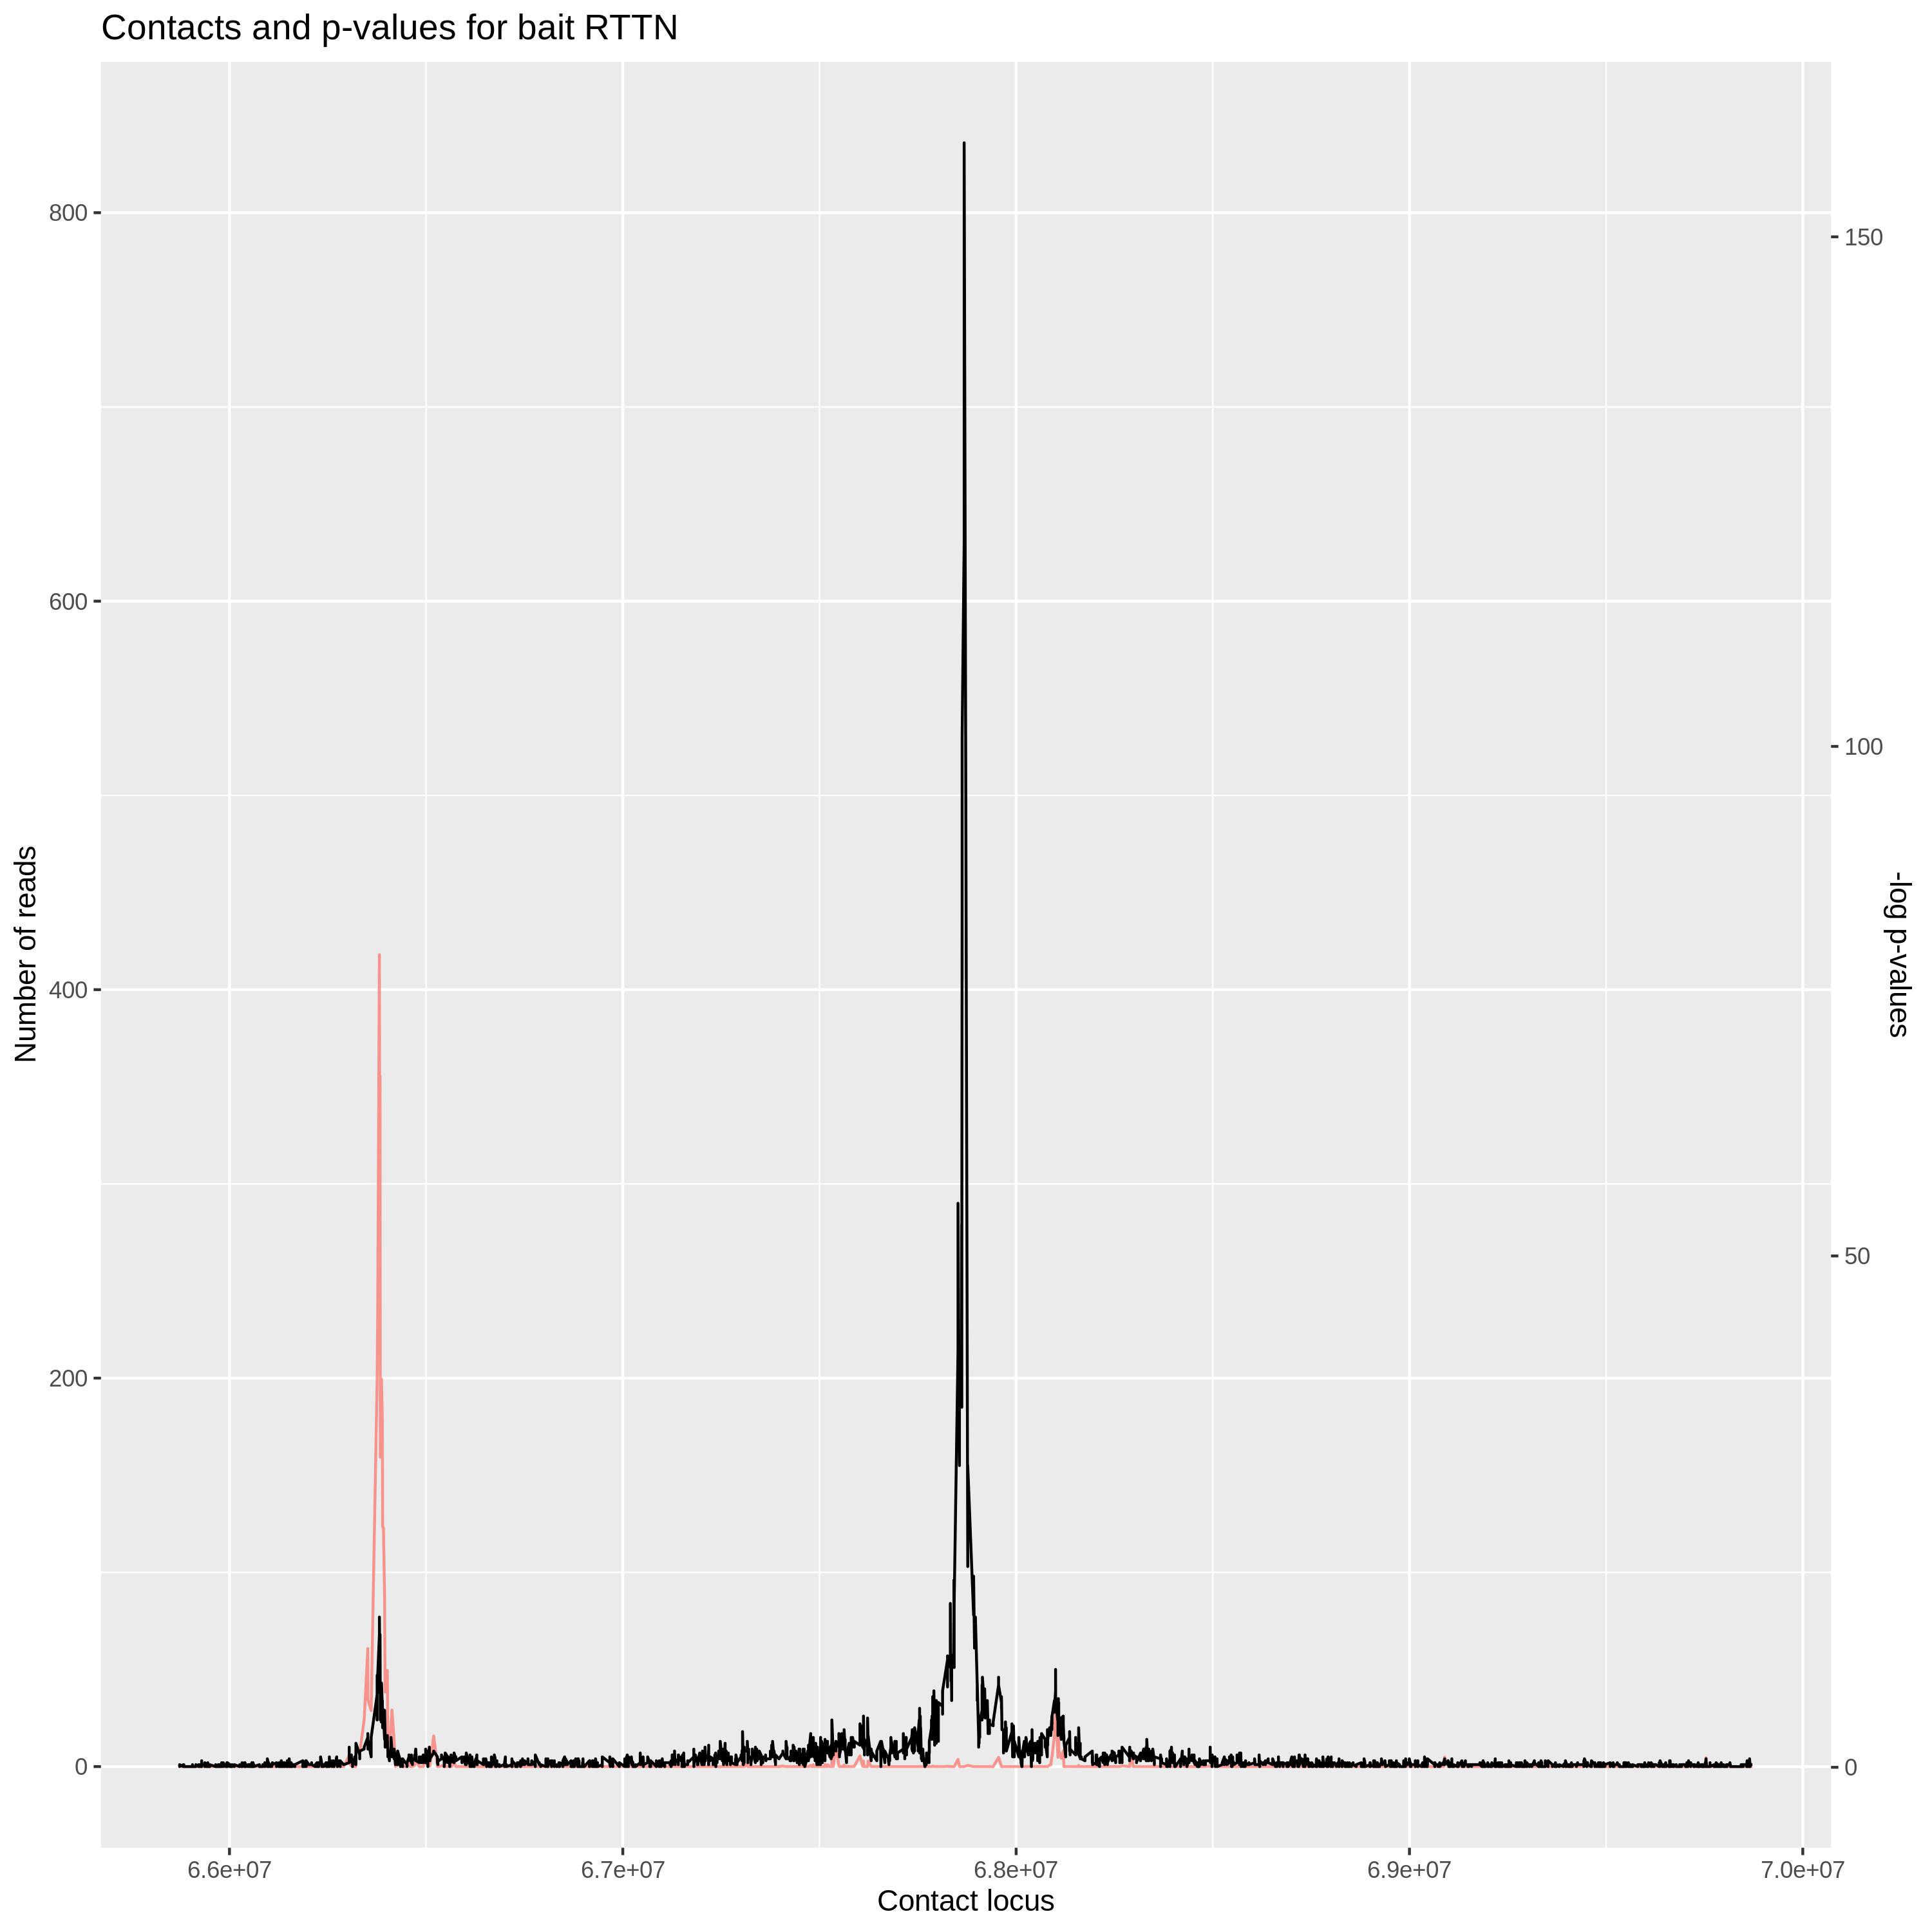 Contacts and p-values for bait RTTN
Number of reads
800
600
400
200
0
150
100
50
0
-log p-values
6.6e+07 6.7e+07 6.8e+07 6.9e+07 7.0e+07
Contact locus